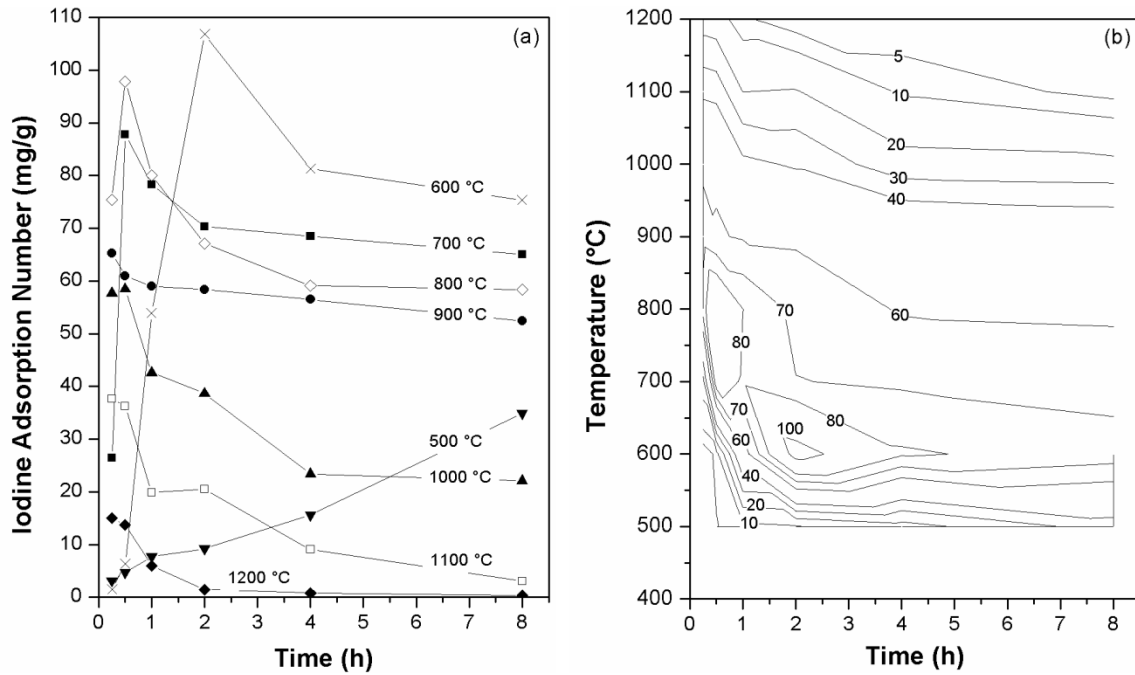 (a)
Iodine Adsorption Number (mg/g)
110
100
90
80
70
60
50
40
30
20
10
0
600 °C
700 °C
800 °C
900 °C
500 °C
1000 °C
1100 °C
1200 °C
0 1 2 3 4 5 6 7 8
Time (h)
(b)
Temperature (°C)
1200
1100
1000
900
800
700
600
500
400
5
10
20
30
40
60
70
80
80
70
100
60
40
20
10
0 1 2 3 4 5 6 7 8
Time (h)